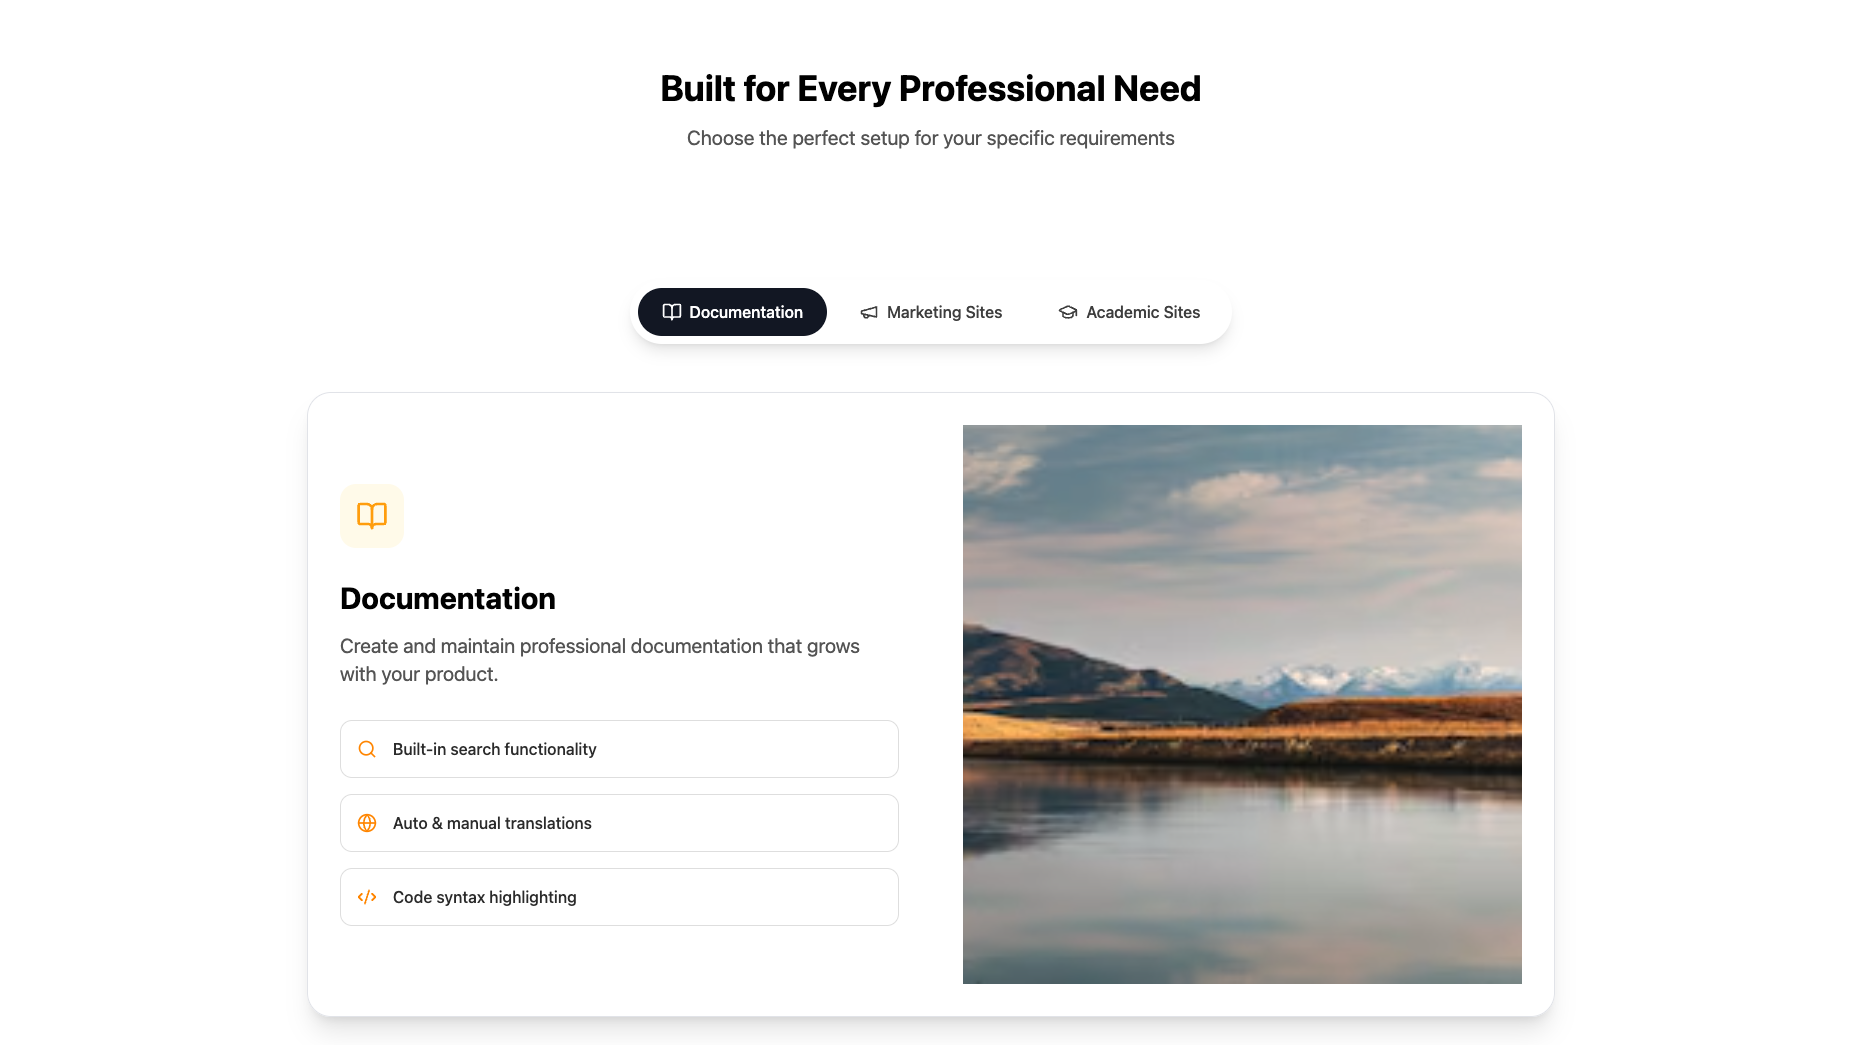 Built for Every Professional Need
Choose the perfect setup for your specific requirements
Documentation
Marketing Sites
Academic Sites
Documentation
Create and maintain professional documentation that grows
with your product.
Built-in search functionality
Auto & manual translations
Code syntax highlighting